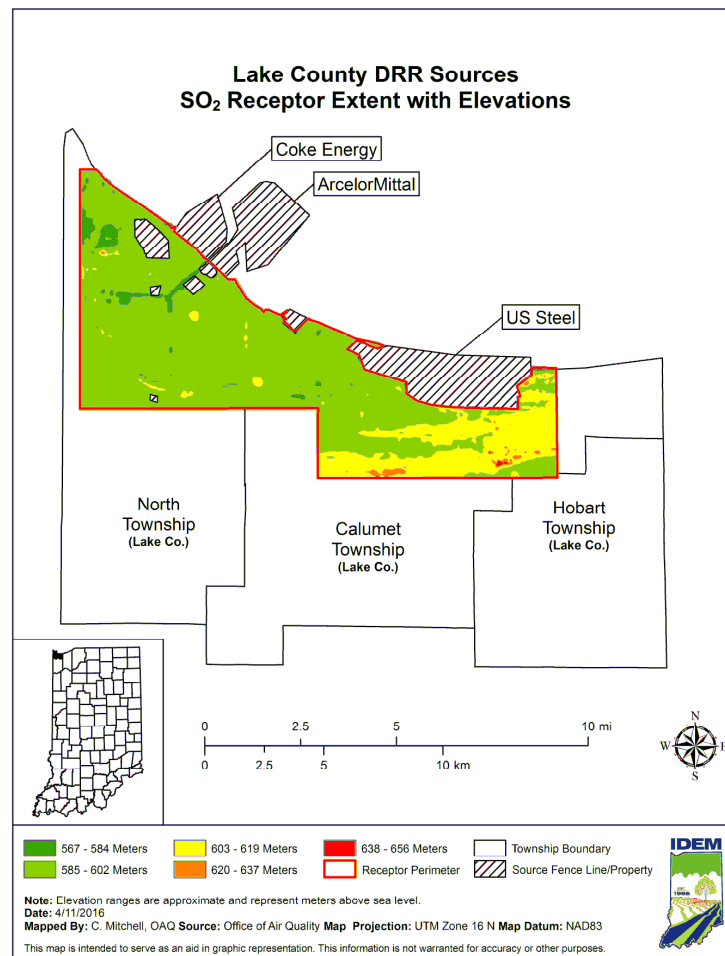 Lake County DRR Sources
SO₂ Receptor Extent with Elevations
Coke Energy
ArcelorMittal
US Steel
North
Township
(Lake Co.)
Calumet
Township
(Lake Co.)
Hobart
Township
(Lake Co.)
0 2.5 5 10 mi
0 2.5 5 10 km
N
W E
S
567 - 584 Meters 603 - 619 Meters 638 - 656 Meters Township Boundary
585 - 602 Meters 620 - 637 Meters Receptor Perimeter Source Fence Line/Property
IDEM
Note: Elevation ranges are approximate and represent meters above sea level.
Date: 4/11/2016
Mapped By: C. Mitchell, OAQ Source: Office of Air Quality Map Projection: UTM Zone 16 N Map Datum: NAD83
This map is intended to serve as an aid in graphic representation. This information is not warranted for accuracy or other purposes.